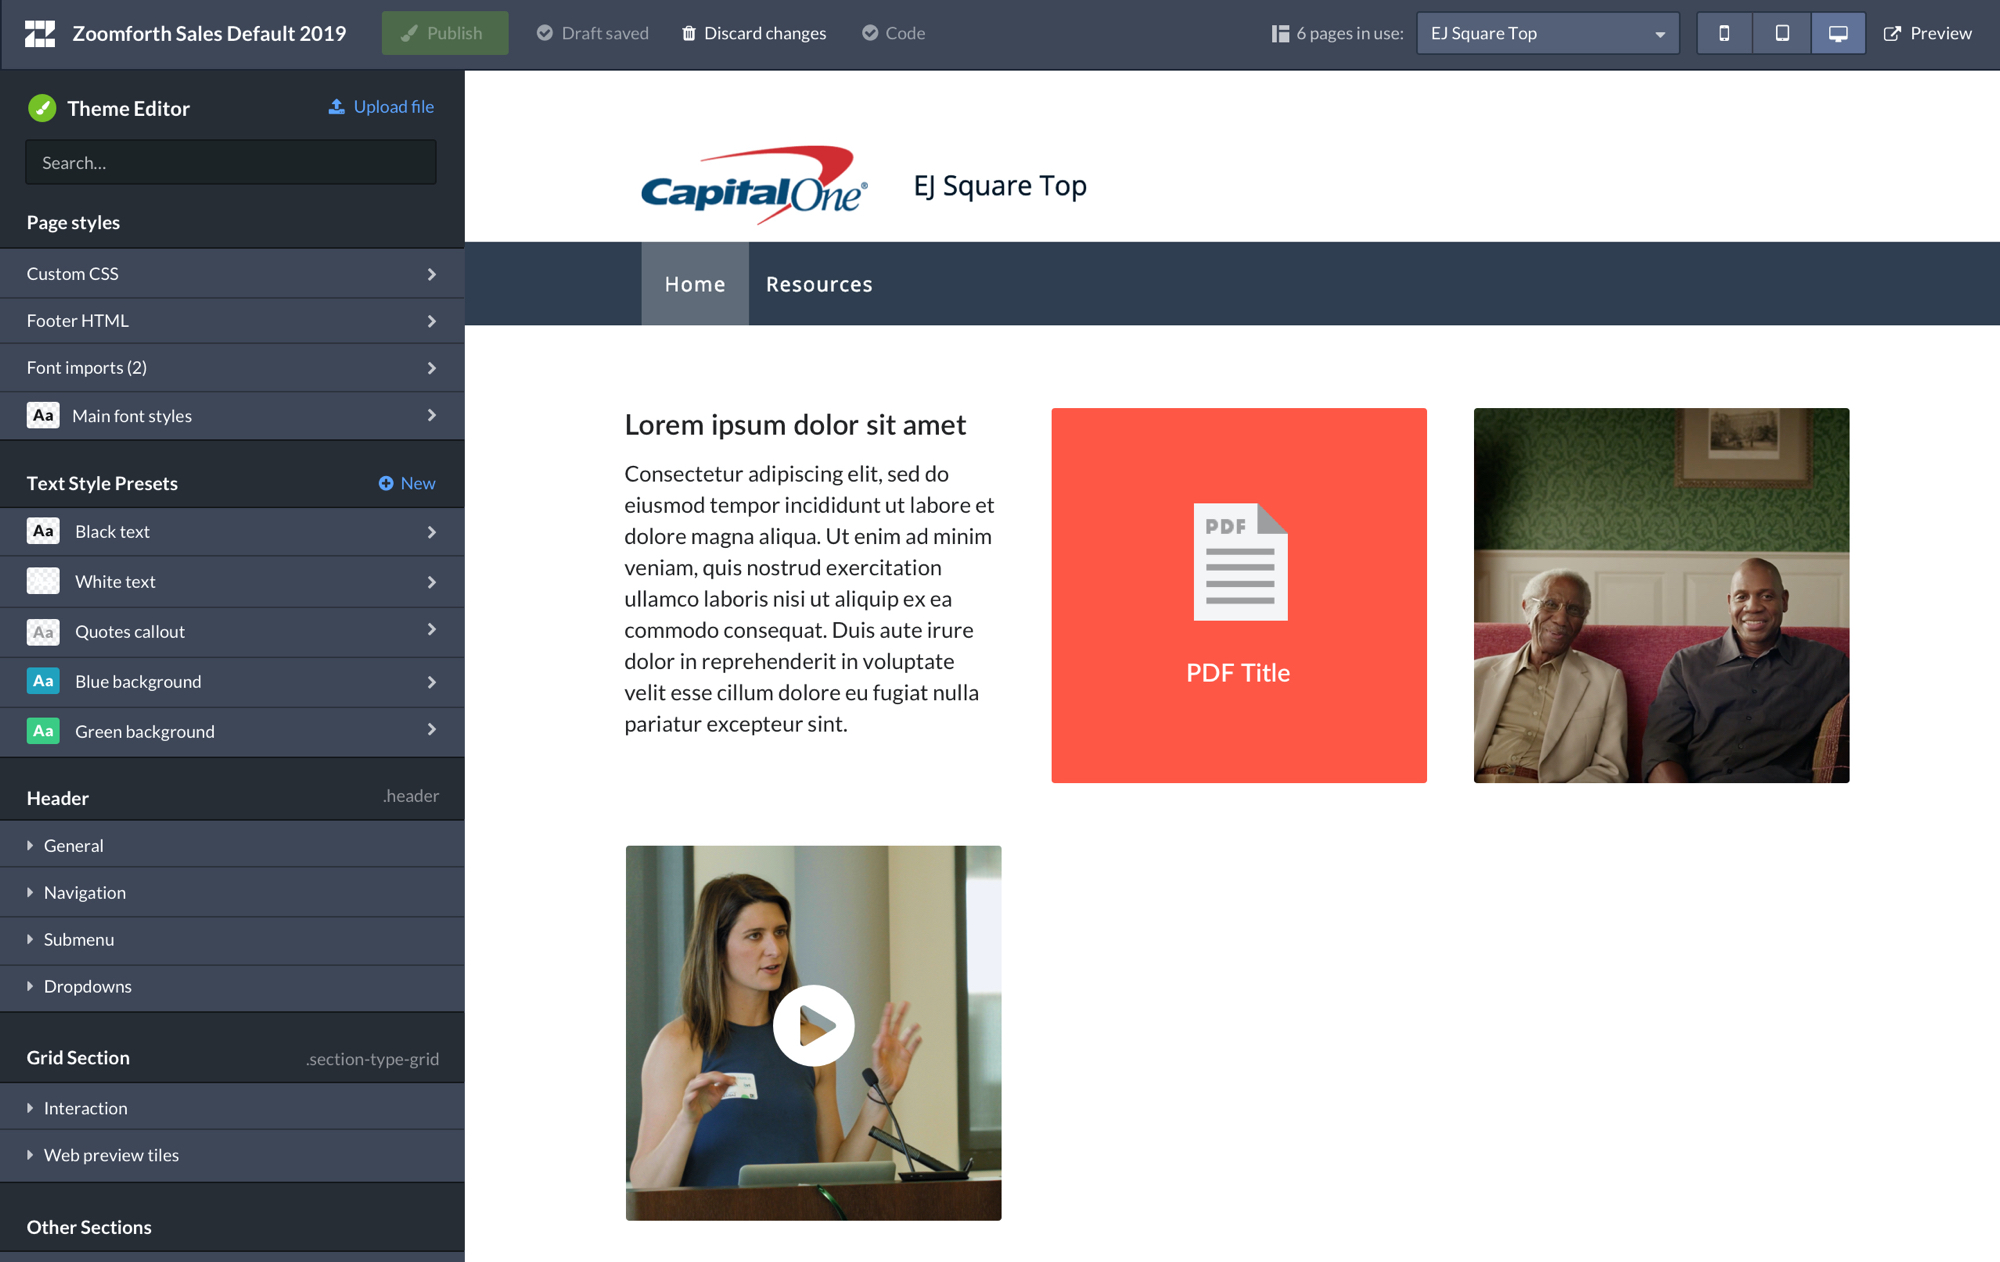 Zoomforth Sales Default 2019
Publish
Draft saved
Discard changes
Code
6 pages in use:
EJ Square Top
Preview
Theme Editor
Upload file
Search...
Page styles
Custom CSS
Footer HTML
Font imports (2)
Aa Main font styles
Text Style Presets
New
Aa Black text
White text
Aa Quotes callout
Aa Blue background
Aa Green background
Header
.header
General
Navigation
Submenu
Dropdowns
Grid Section
.section-type-grid
Interaction
Web preview tiles
Other Sections
CapitalOne®
EJ Square Top
Home
Resources
Lorem ipsum dolor sit amet
Consectetur adipiscing elit, sed do
eiusmod tempor incididunt ut labore et
dolore magna aliqua. Ut enim ad minim
veniam, quis nostrud exercitation
ullamco laboris nisi ut aliquip ex ea
commodo consequat. Duis aute irure
dolor in reprehenderit in voluptate
velit esse cillum dolore eu fugiat nulla
pariatur excepteur sint.
PDF
PDF Title